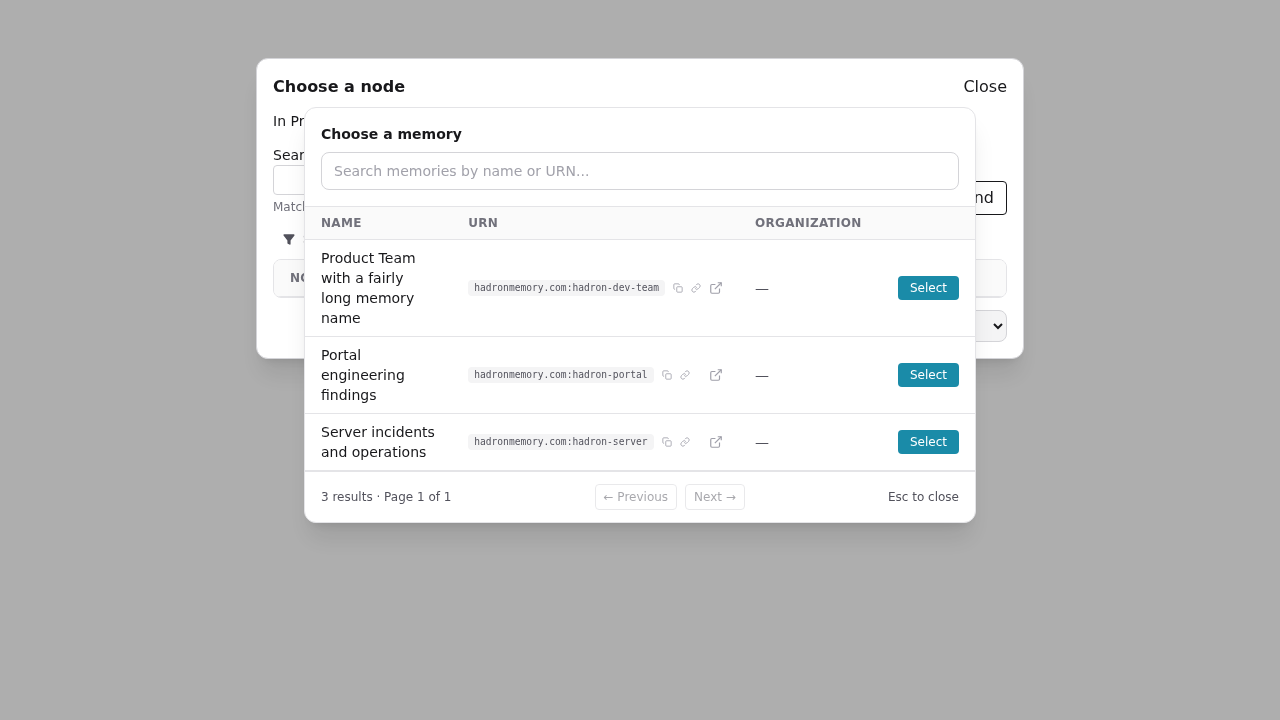 Choose a node
Close
In Pr
Choose a memory
Sear
Search memories by name or URN...
nd
Match
NAME URN ORGANIZATION
NO
Product Team
with a fairly
long memory
name
hadronmemory.com:hadron-dev-team
—
Select
Portal
engineering
findings
hadronmemory.com:hadron-portal
—
Select
Server incidents
and operations
hadronmemory.com:hadron-server
—
Select
3 results · Page 1 of 1
← Previous
Next →
Esc to close